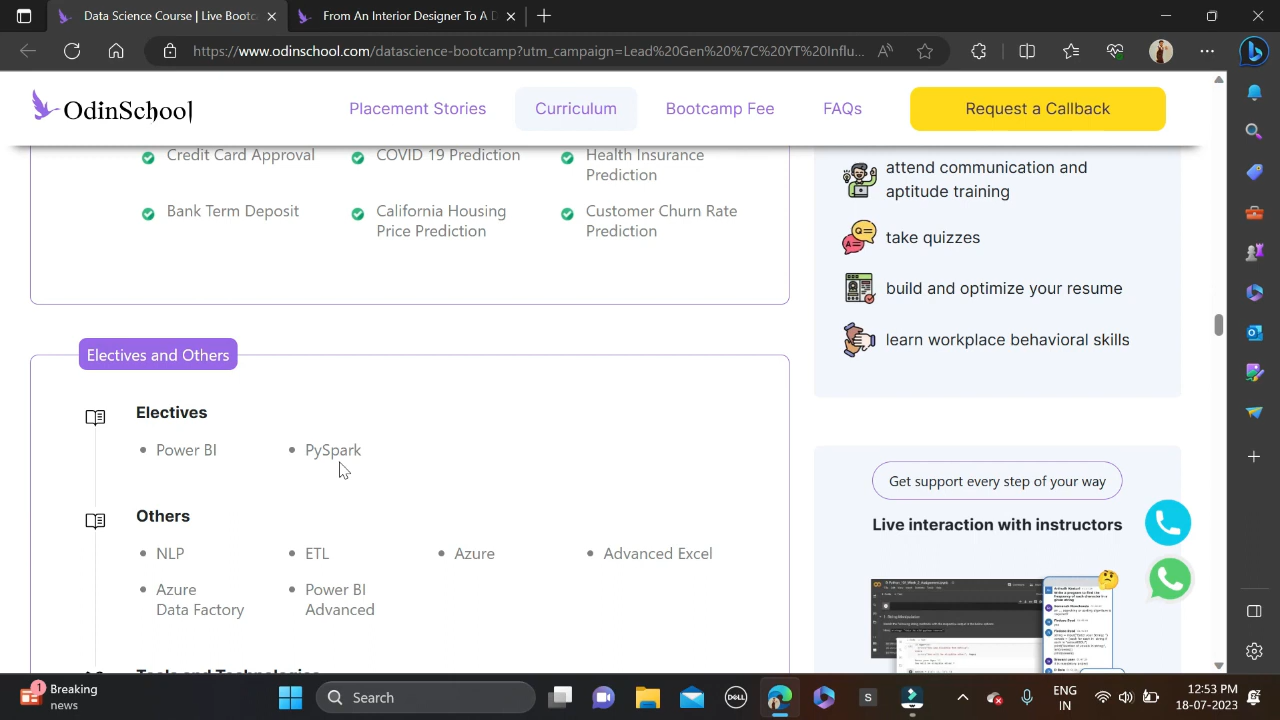 Data Science Course | Live Bootc
From An Interior Designer To A D
https://www.odinschool.com/datascience-bootcamp?utm_campaign=Lead%20Gen%20%7C%20YT%20Influ...
OdinSchool
Placement Stories
Curriculum
Bootcamp Fee
FAQs
Request a Callback
Credit Card Approval
COVID 19 Prediction
Health Insurance
Prediction
Bank Term Deposit
California Housing
Price Prediction
Customer Churn Rate
Prediction
attend communication and
aptitude training
take quizzes
build and optimize your resume
learn workplace behavioral skills
Electives and Others
Electives
Power BI
PySpark
Others
NLP
ETL
Azure
Advanced Excel
Azure
Data Factory
Power BI
Advanced
Get support every step of your way
Live interaction with instructors
Breaking
news
Search
DELL
S
ENG
IN
12:53 PM
18-07-2023